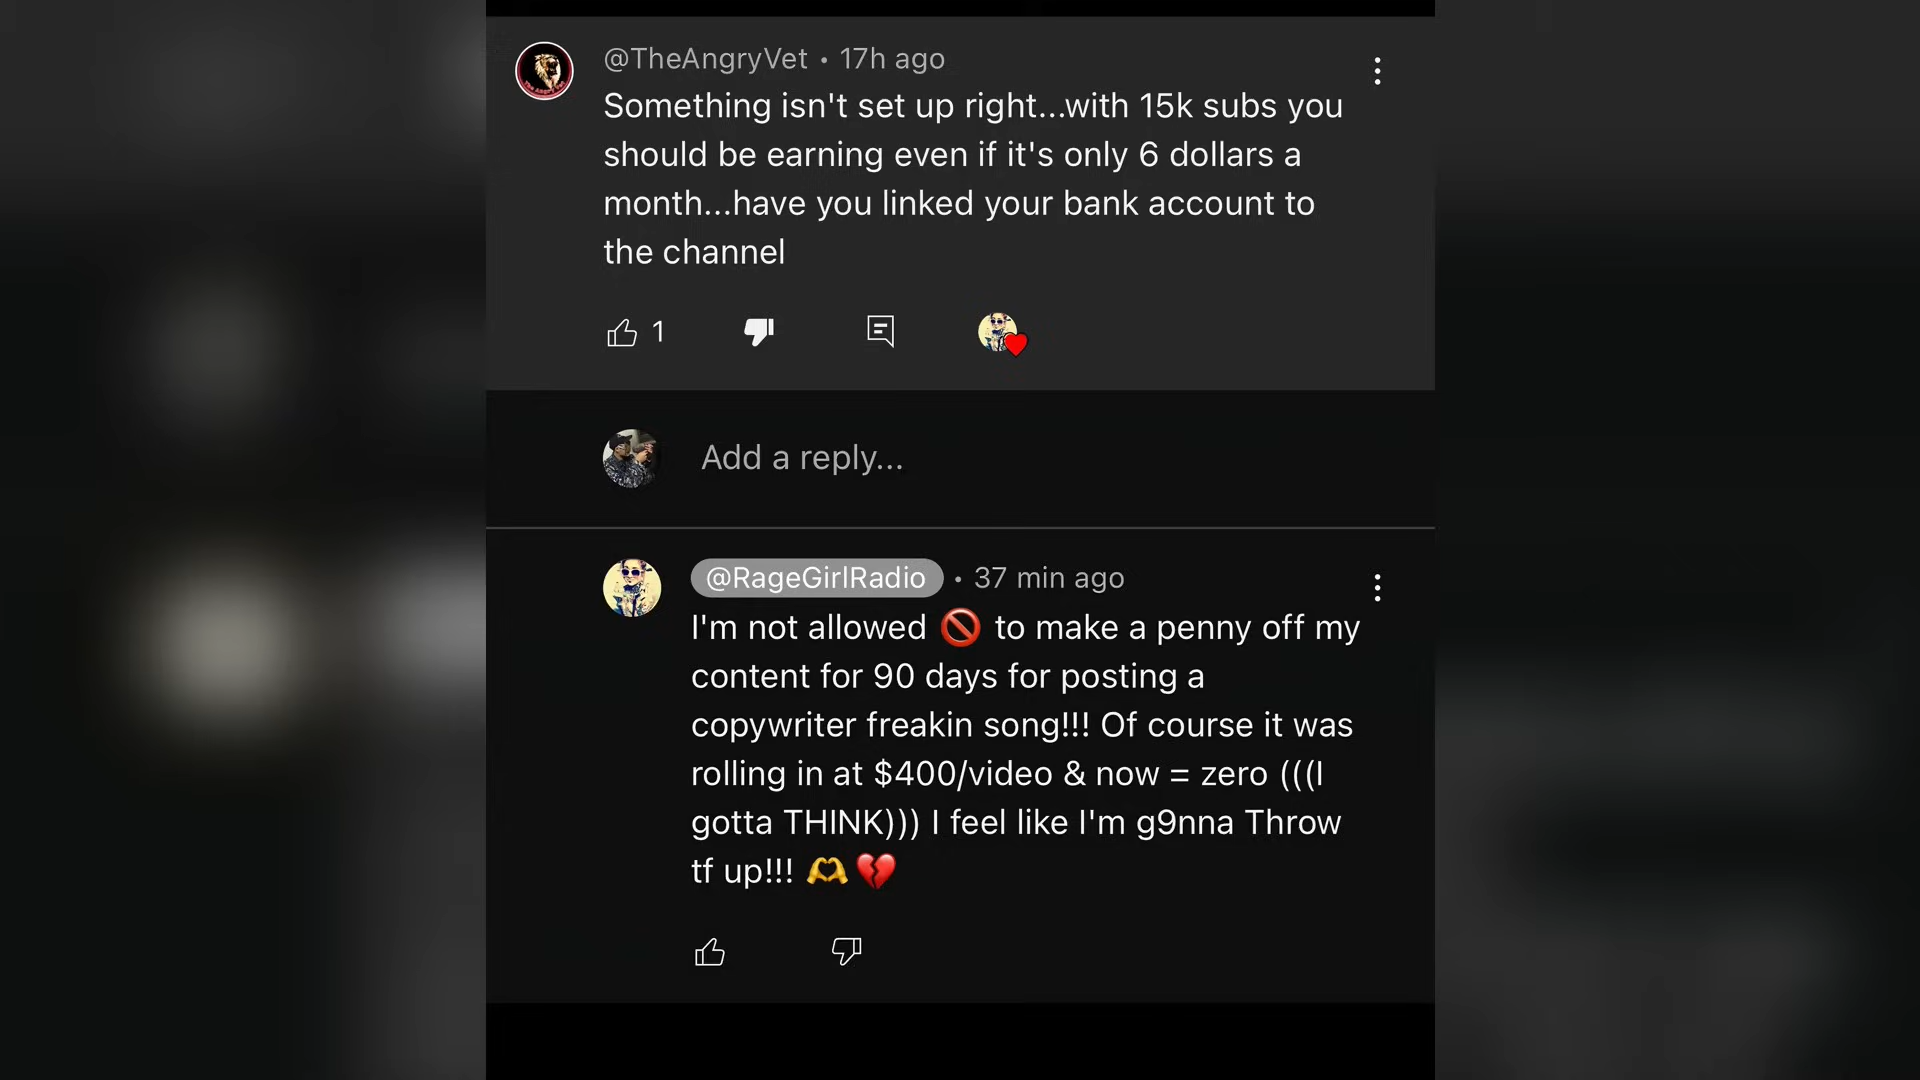 @TheAngryVet • 17h ago
Something isn't set up right...with 15k subs you
should be earning even if it's only 6 dollars a
month...have you linked your bank account to
the channel
1
Add a reply...
@RageGirlRadio • 37 min ago
I'm not allowed 🚫 to make a penny off my
content for 90 days for posting a
copywriter freakin song!!! Of course it was
rolling in at $400/video & now = zero (((I
gotta THINK))) I feel like I'm g9nna Throw
tf up!!! 🫶💔